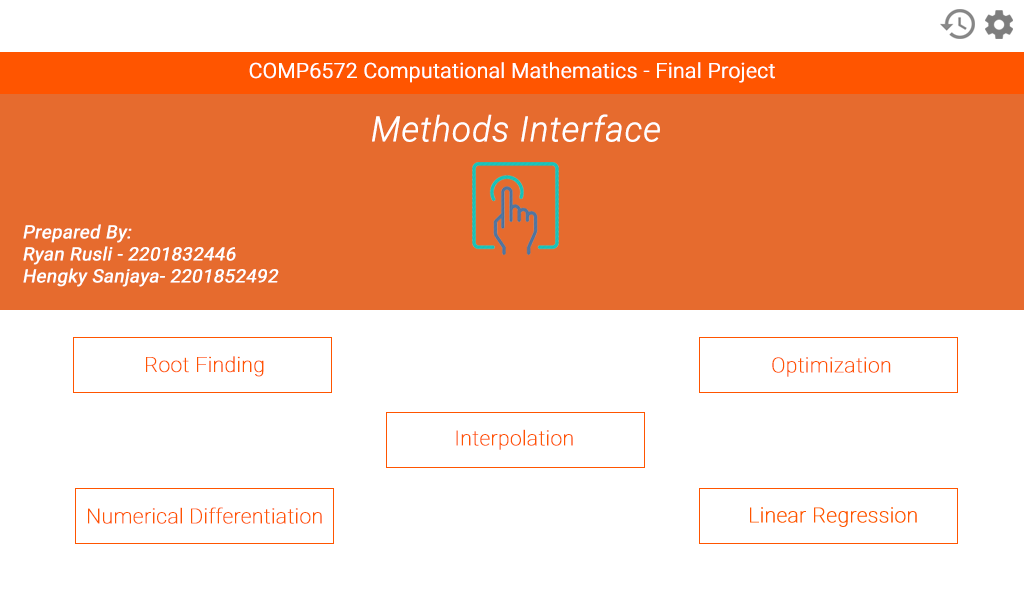 COMP6572 Computational Mathematics - Final Project
Methods Interface
Prepared By:
Ryan Rusli - 2201832446
Hengky Sanjaya- 2201852492
Root Finding
Optimization
Interpolation
Numerical Differentiation
Linear Regression